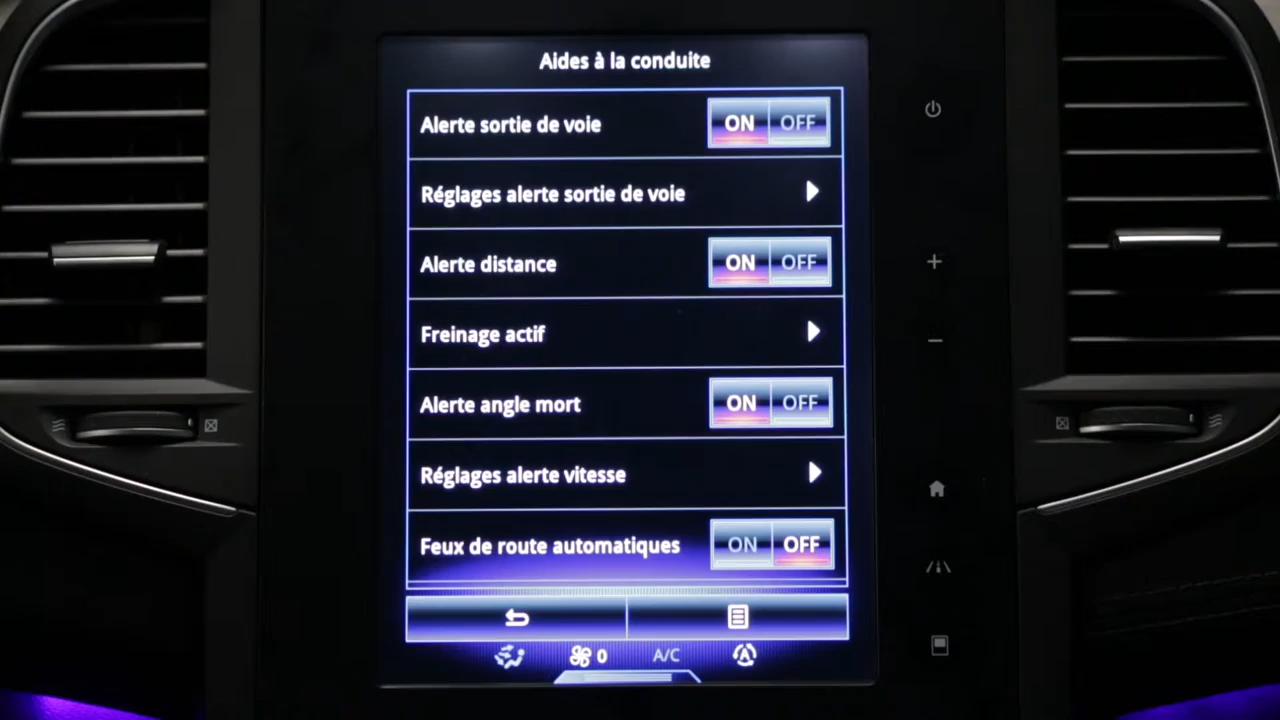 Aides à la conduite
Alerte sortie de voie ON OFF
Réglages alerte sortie de voie
Alerte distance ON OFF
Freinage actif
Alerte angle mort ON OFF
Réglages alerte vitesse
Feux de route automatiques ON OFF
0 A/C